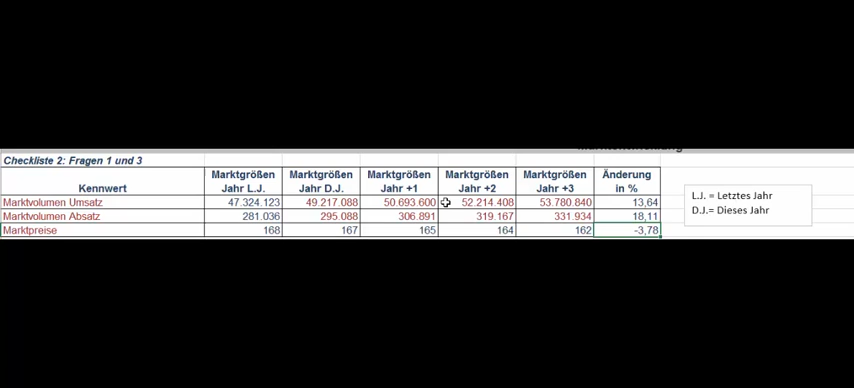 Checkliste 2: Fragen 1 und 3
Kennwert Marktgrößen Jahr L.J. Marktgrößen Jahr D.J. Marktgrößen Jahr +1 Marktgrößen Jahr +2 Marktgrößen Jahr +3 Änderung in %
Marktvolumen Umsatz 47.324.123 49.217.088 50.693.600 52.214.408 53.780.840 13,64
Marktvolumen Absatz 281.036 295.088 306.891 319.167 331.934 18,11
Marktpreise 168 167 165 164 162 -3,78
L.J. = Letztes Jahr
D.J.= Dieses Jahr